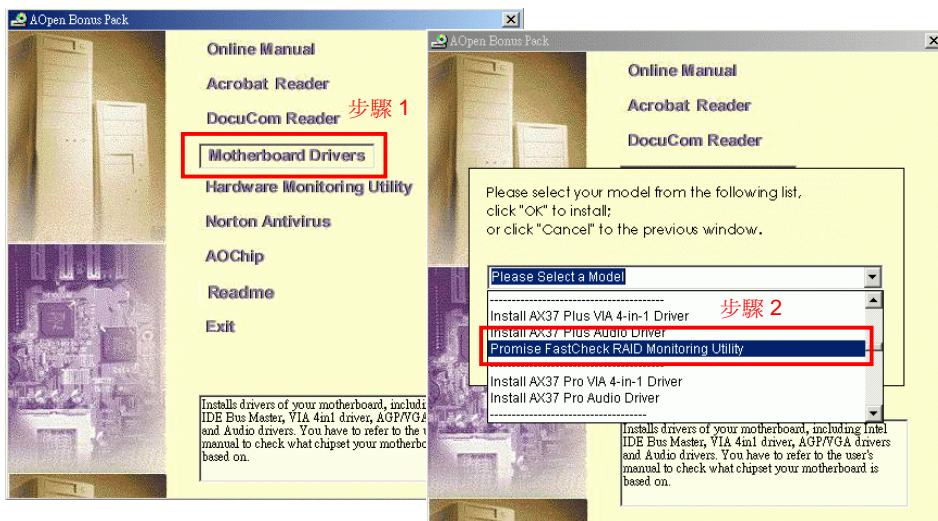 AOpen Bonus Pack
Online Manual
Acrobat Reader
DocuCom Reader
步驟 1
Motherboard Drivers
Hardware Monitoring Utility
Norton Antivirus
AOChip
Readme
Exit
Installs drivers of your motherboard, includi
IDE Bus Master, VIA 4in1 driver, AGP/VGA
and Audio drivers. You have to refer to the u
manual to check what chipset your motherbo
based on.
AOpen Bonus Pack
Online Manual
Acrobat Reader
DocuCom Reader
Please select your model from the following list,
click "OK" to install;
or click "Cancel" to the previous window.
Please Select a Model
步驟 2
Install AX37 Plus VIA 4-in-1 Driver
Install AX37 Plus Audio Driver
Promise FastCheck RAID Monitoring Utility
Install AX37 Pro VIA 4-in-1 Driver
Install AX37 Pro Audio Driver
Installs drivers of your motherboard, including Intel
IDE Bus Master, VIA 4in1 driver, AGP/VGA drivers
and Audio drivers. You have to refer to the user's
manual to check what chipset your motherboard is
based on.